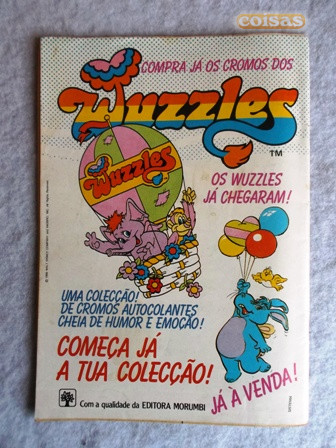 coisas
COMPRA JÁ OS CROMOS DOS
Wuzzles
TM
Wuzzles
OS WUZZLES
JÁ CHEGARAM!
UMA COLECÇÃO!
DE CROMOS AUTOCOLANTES
CHEIA DE HUMOR E EMOÇÃO!
COMEÇA JÁ
A TUA COLECÇÃO!
JÁ À VENDA!
Com a qualidade da EDITORA MORUMBI